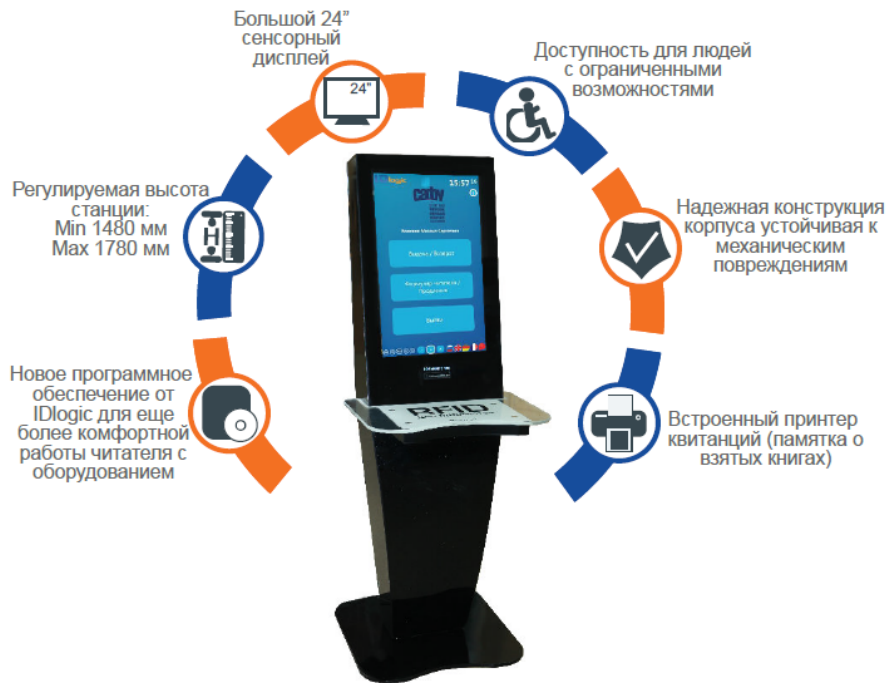 Большой 24”
сенсорный
дисплей
24”
Доступность для людей
с ограниченными
возможностями
Регулируемая высота
станции:
Min 1480 мм
Max 1780 мм
Надежная конструкция
корпуса устойчивая к
механическим
повреждениям
Новое программное
обеспечение от
IDlogic для еще
более комфортной
работы читателя с
оборудованием
Встроенный принтер
квитанций (памятка о
взятых книгах)
15:57
RFID